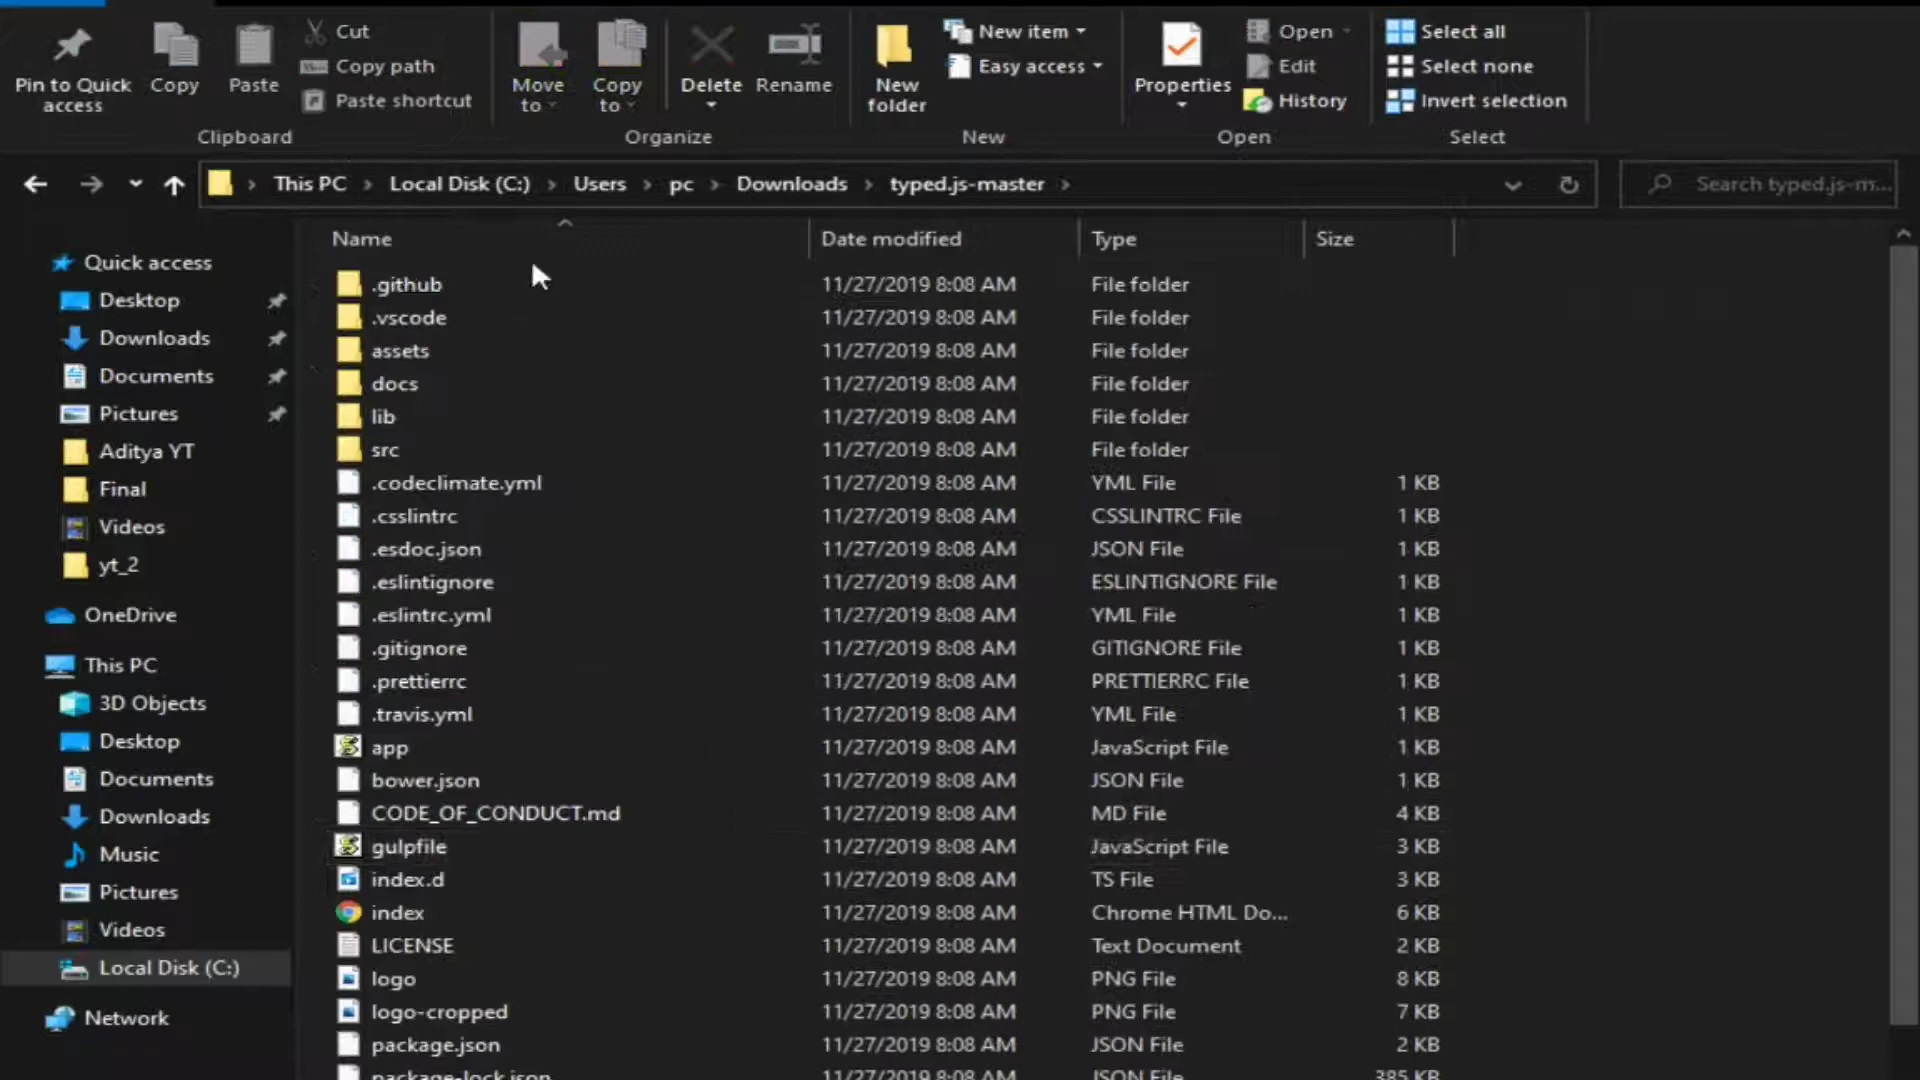 Pin to Quick access
Copy
Paste
Cut
Copy path
Paste shortcut
Clipboard
Move to
Copy to
Delete
Rename
Organize
New folder
New item
Easy access
New
Properties
Open
Edit
History
Open
Select all
Select none
Invert selection
Select
This PC > Local Disk (C:) > Users > pc > Downloads > typed.js-master >
Search typed.js-m...
Quick access
Desktop
Downloads
Documents
Pictures
Aditya YT
Final
Videos
yt_2
OneDrive
This PC
3D Objects
Desktop
Documents
Downloads
Music
Pictures
Videos
Local Disk (C:)
Network
Name Date modified Type Size
.github 11/27/2019 8:08 AM File folder
.vscode 11/27/2019 8:08 AM File folder
assets 11/27/2019 8:08 AM File folder
docs 11/27/2019 8:08 AM File folder
lib 11/27/2019 8:08 AM File folder
src 11/27/2019 8:08 AM File folder
.codeclimate.yml 11/27/2019 8:08 AM YML File 1 KB
.csslintrc 11/27/2019 8:08 AM CSSLINTRC File 1 KB
.esdoc.json 11/27/2019 8:08 AM JSON File 1 KB
.eslintignore 11/27/2019 8:08 AM ESLINTIGNORE File 1 KB
.eslintrc.yml 11/27/2019 8:08 AM YML File 1 KB
.gitignore 11/27/2019 8:08 AM GITIGNORE File 1 KB
.prettierrc 11/27/2019 8:08 AM PRETTIERRC File 1 KB
.travis.yml 11/27/2019 8:08 AM YML File 1 KB
app 11/27/2019 8:08 AM JavaScript File 1 KB
bower.json 11/27/2019 8:08 AM JSON File 1 KB
CODE_OF_CONDUCT.md 11/27/2019 8:08 AM MD File 4 KB
gulpfile 11/27/2019 8:08 AM JavaScript File 3 KB
index.d 11/27/2019 8:08 AM TS File 3 KB
index 11/27/2019 8:08 AM Chrome HTML Do... 6 KB
LICENSE 11/27/2019 8:08 AM Text Document 2 KB
logo 11/27/2019 8:08 AM PNG File 8 KB
logo-cropped 11/27/2019 8:08 AM PNG File 7 KB
package.json 11/27/2019 8:08 AM JSON File 2 KB
package-lock.json 11/27/2019 8:08 AM JSON File 385 KB